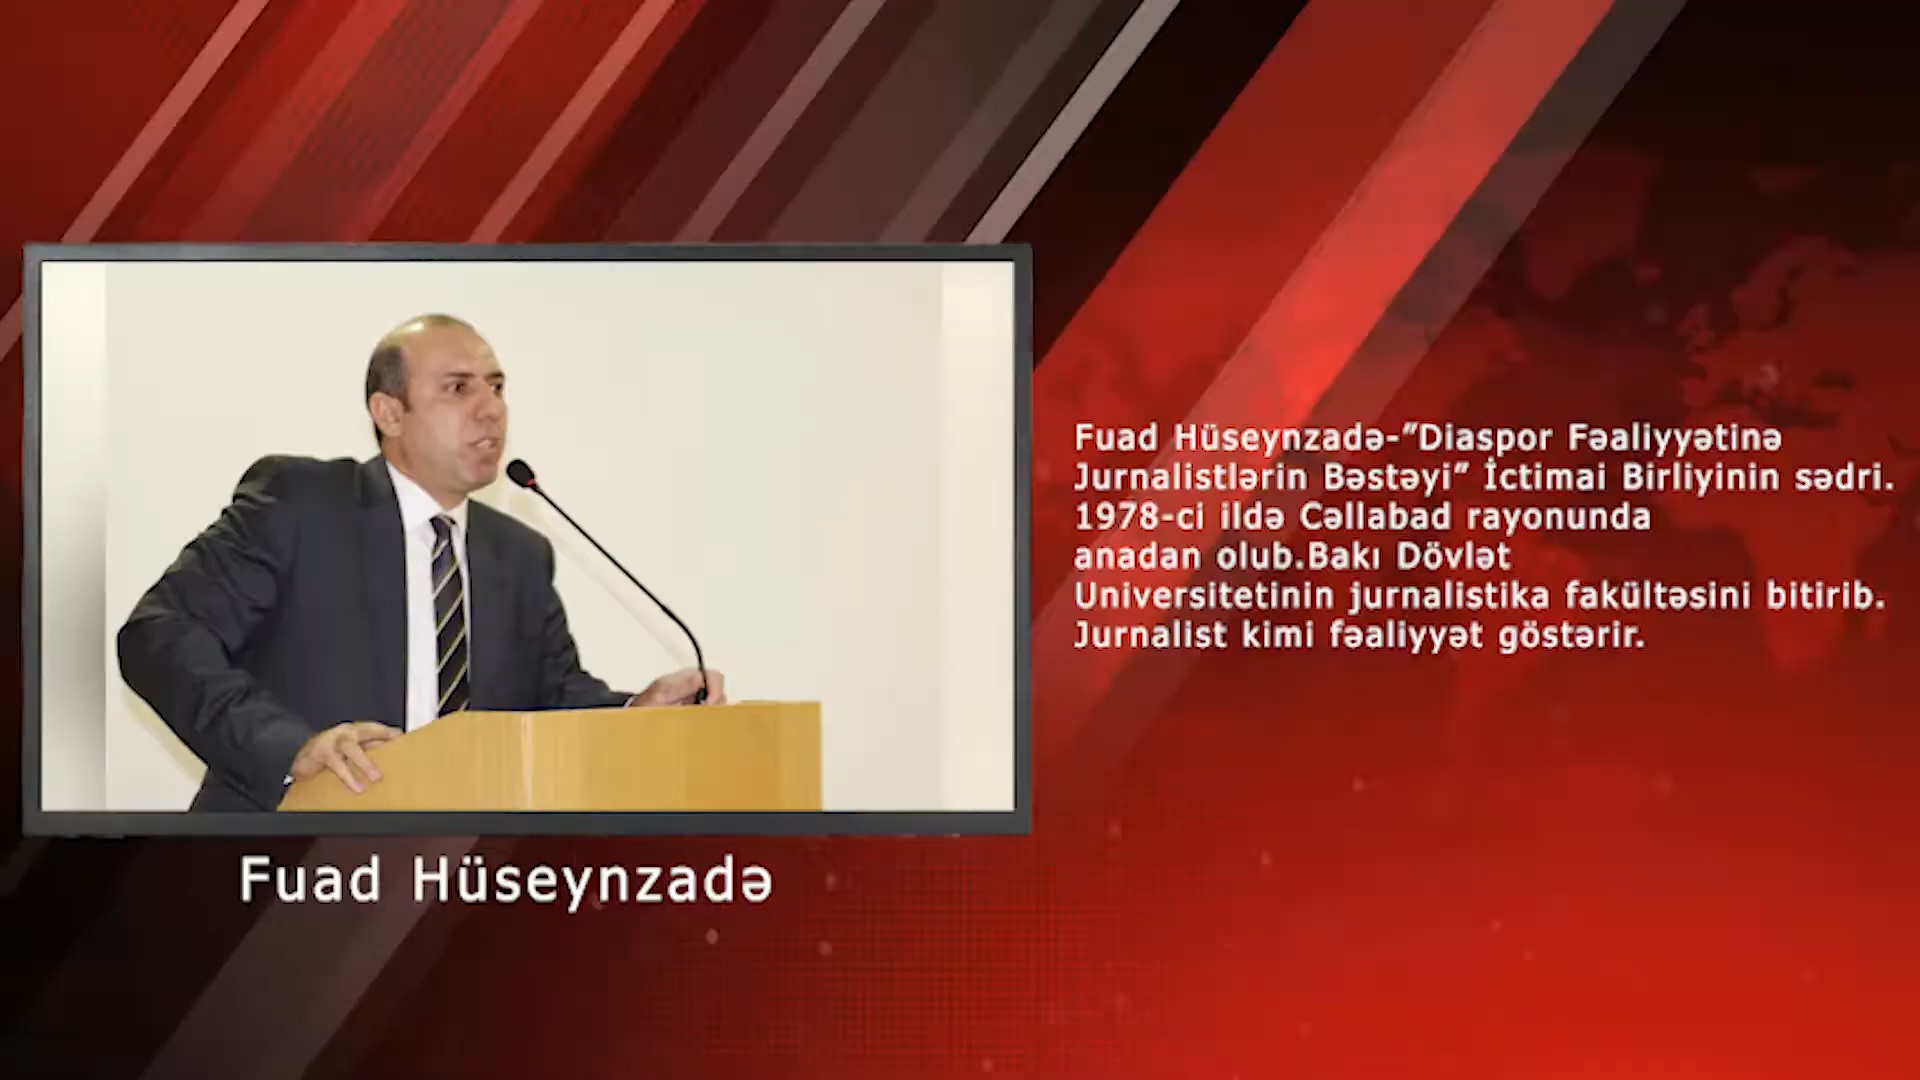 Fuad Hüseynzadə-"Diaspor Fəaliyyətinə
Jurnalistlərin Bəstəyi" İctimai Birliyinin sədri.
1978-ci ildə Cəllabad rayonunda
anadan olub.Bakı Dövlət
Universitetinin jurnalistika fakültəsini bitirib.
Jurnalist kimi fəaliyyət göstərir.
Fuad Hüseynzadə